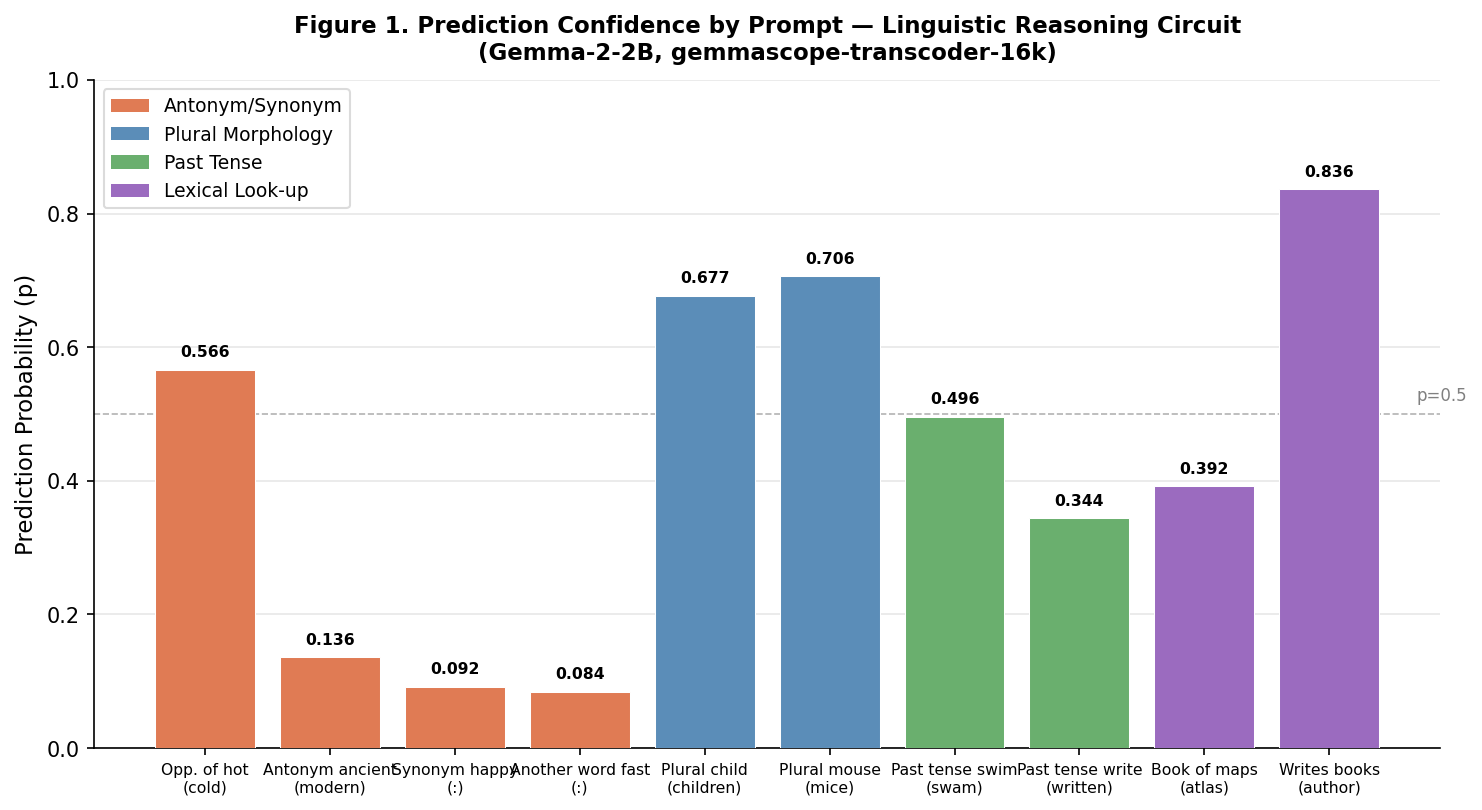 Figure 1. Prediction Confidence by Prompt — Linguistic Reasoning Circuit
(Gemma-2-2B, gemmascope-transcoder-16k)
Prediction Probability (p)
1.0
0.8
0.6
0.4
0.2
0.0
Antonym/Synonym
Plural Morphology
Past Tense
Lexical Look-up
0.566
0.136
0.092
0.084
0.677
0.706
0.496
0.344
0.392
0.836
p=0.5
Opp. of hot
(cold)
Antonym ancient
(modern)
Synonym happy
(:)
Another word fast
(:)
Plural child
(children)
Plural mouse
(mice)
Past tense swim
(swam)
Past tense write
(written)
Book of maps
(atlas)
Writes books
(author)